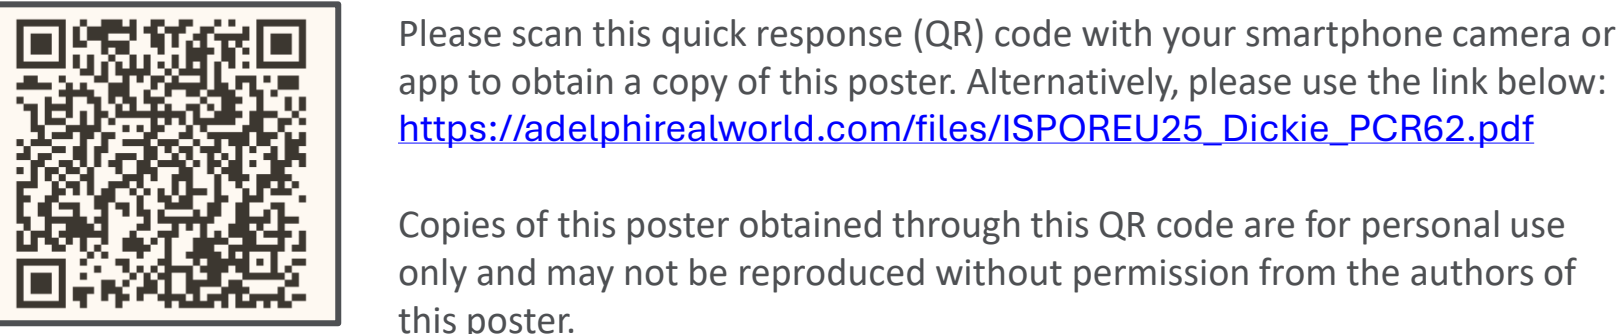 Please scan this quick response (QR) code with your smartphone camera or
app to obtain a copy of this poster. Alternatively, please use the link below:
https://adelphirealworld.com/files/ISPOREU25_Dickie_PCR62.pdf
Copies of this poster obtained through this QR code are for personal use
only and may not be reproduced without permission from the authors of
this poster.